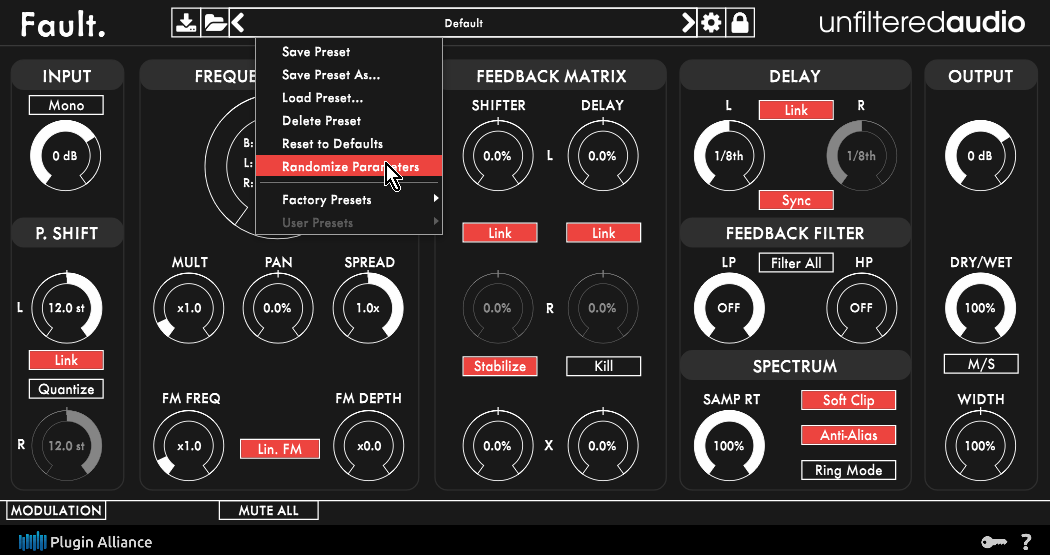 Fault.
Default
unfilteredaudio
Save Preset
Save Preset As...
Load Preset...
Delete Preset
Reset to Defaults
Randomize Parameters
Factory Presets
User Presets
INPUT
Mono
0 dB
P. SHIFT
L
12.0 st
Link
Quantize
R
12.0 st
FREQUE
B:
L:
R:
MULT
PAN
SPREAD
x1.0
0.0%
1.0x
FM FREQ
FM DEPTH
x1.0
Lin. FM
x0.0
FEEDBACK MATRIX
SHIFTER
DELAY
0.0%
L
0.0%
Link
Link
0.0%
R
0.0%
Stabilize
Kill
0.0%
X
0.0%
DELAY
L
Link
R
1/8th
1/8th
Sync
FEEDBACK FILTER
LP
Filter All
HP
OFF
OFF
SPECTRUM
SAMP RT
Soft Clip
100%
Anti-Alias
Ring Mode
OUTPUT
0 dB
DRY/WET
100%
M/S
WIDTH
100%
MODULATION
MUTE ALL
Plugin Alliance
?